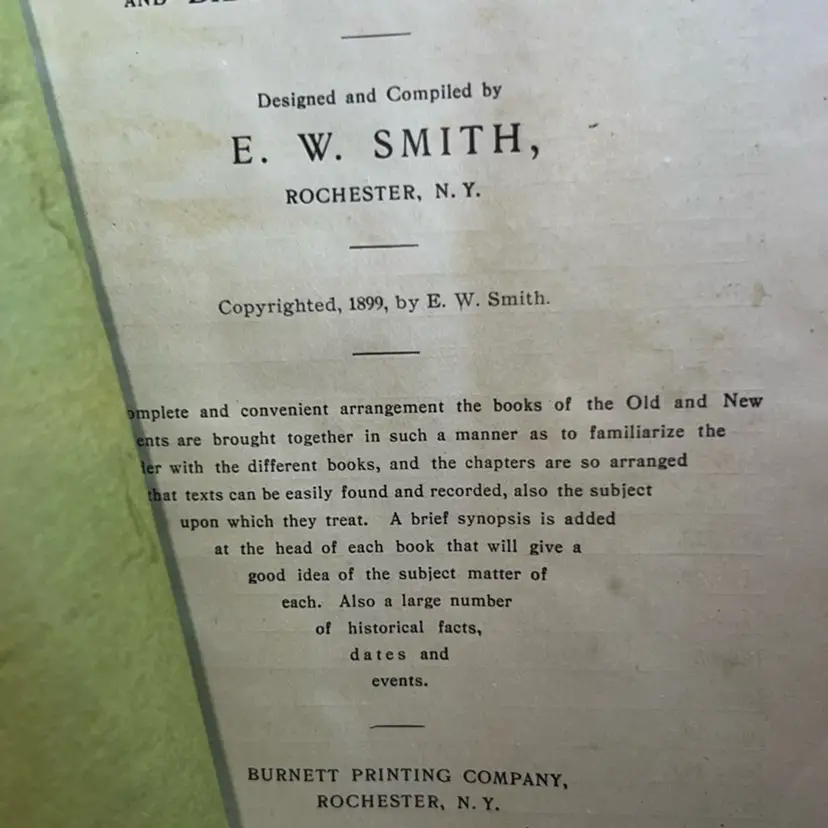 AND
Designed and Compiled by
E. W. SMITH,
ROCHESTER, N. Y.
Copyrighted, 1899, by E. W. Smith.
omplete and convenient arrangement the books of the Old and New
ents are brought together in such a manner as to familiarize the
er with the different books, and the chapters are so arranged
that texts can be easily found and recorded, also the subject
upon which they treat. A brief synopsis is added
at the head of each book that will give a
good idea of the subject matter of
each. Also a large number
of historical facts,
dates and
events.
BURNETT PRINTING COMPANY,
ROCHESTER, N. Y.